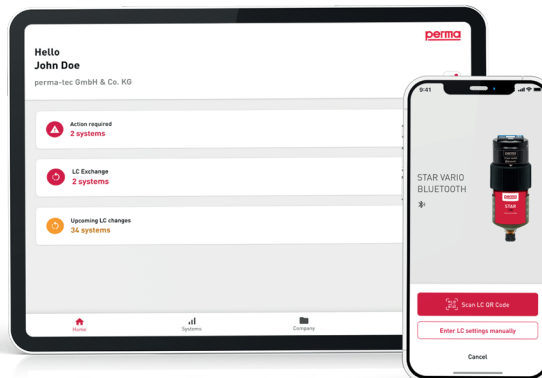 perma
Hello
John Doe
perma-tec GmbH & Co. KG
Action required
2 systems
LC Exchange
2 systems
Upcoming LC changes
34 systems
Home
Systems
Company
9:41
STAR VARIO
BLUETOOTH
perma
STAR
Scan LC QR Code
Enter LC settings manually
Cancel